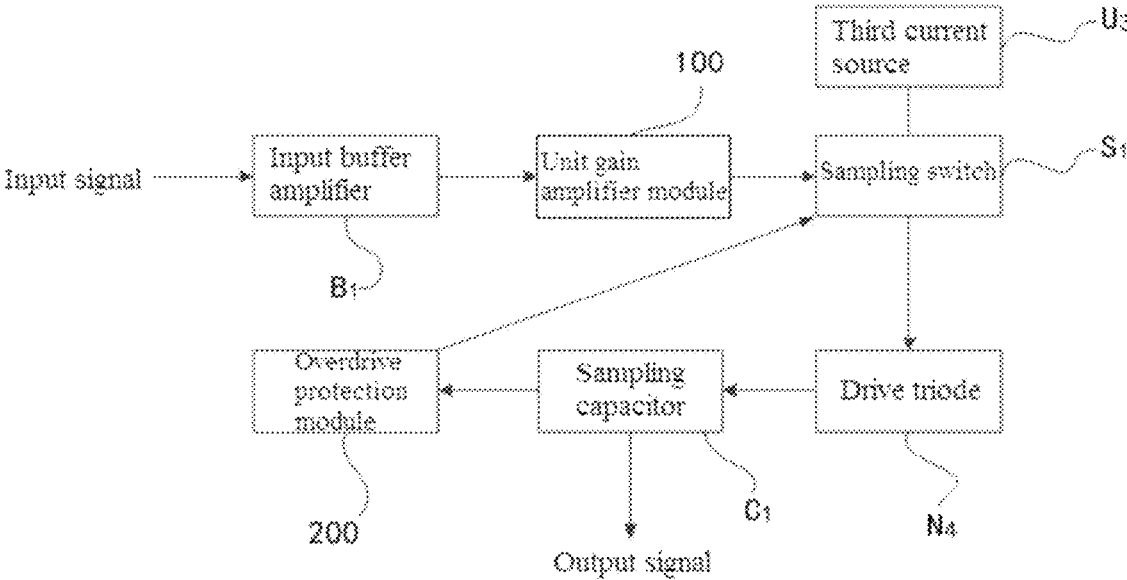 U3
Third current
source
100
S1
Input signal
Input buffer
amplifier
Unit gain
amplifier module
Sampling switch
B1
Overdrive
protection
module
Sampling
capacitor
Drive triode
200
C1
N4
Output signal